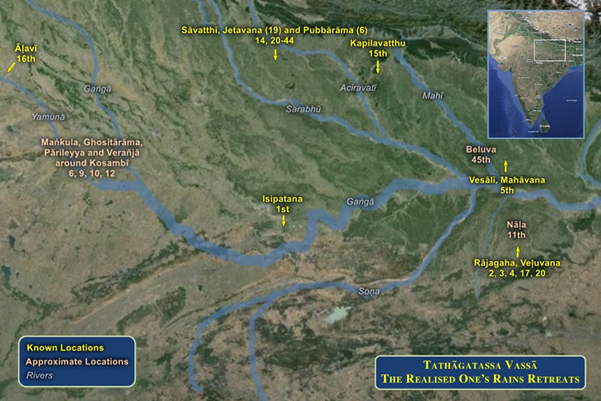 Sāvatthī, Jetavana (19) and Pubbārāma (6)
14, 20-44
Kapilavatthu
15th
Āḷavī
16th
Gaṅgā
Yamunā
Aciravatī
Mahī
Sarabhū
Maṅkula, Ghositārāma,
Pārileyya and Verañjā
around Kosambī
6, 9, 10, 12
Beluva
45th
Vesālī, Mahāvana
5th
Isipatana
1st
Gaṅgā
Nāḷa
11th
Rājagaha, Veḷuvana
2, 3, 4, 17, 20
Soṇa
Known Locations
Approximate Locations
Rivers
Tathāgatassa Vassā
The Realised One's Rains Retreats